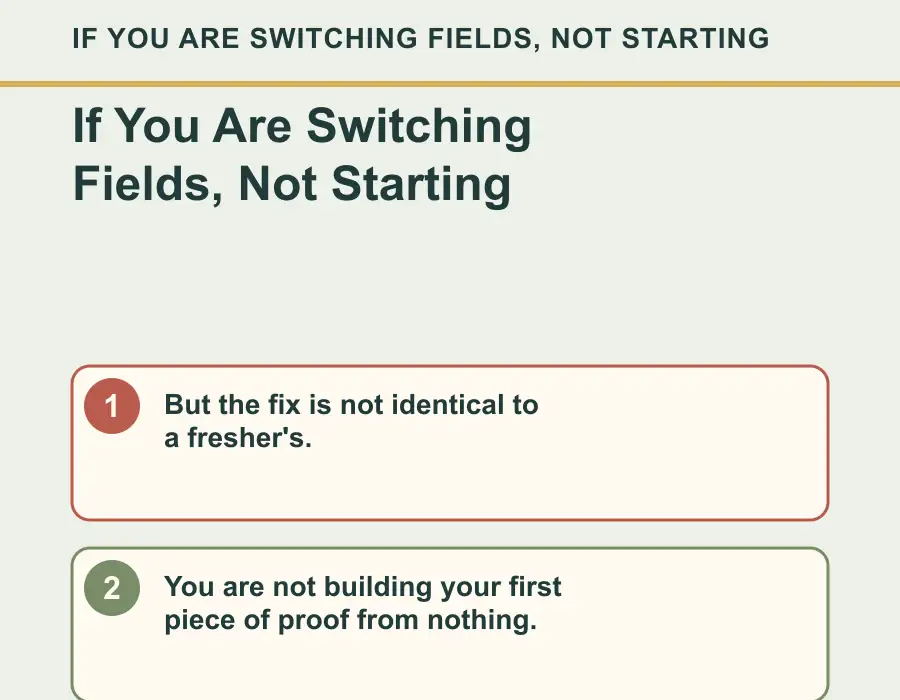 IF YOU ARE SWITCHING FIELDS, NOT STARTING
If You Are Switching
Fields, Not Starting
1
But the fix is not identical to
a fresher's.
2
You are not building your first
piece of proof from nothing.